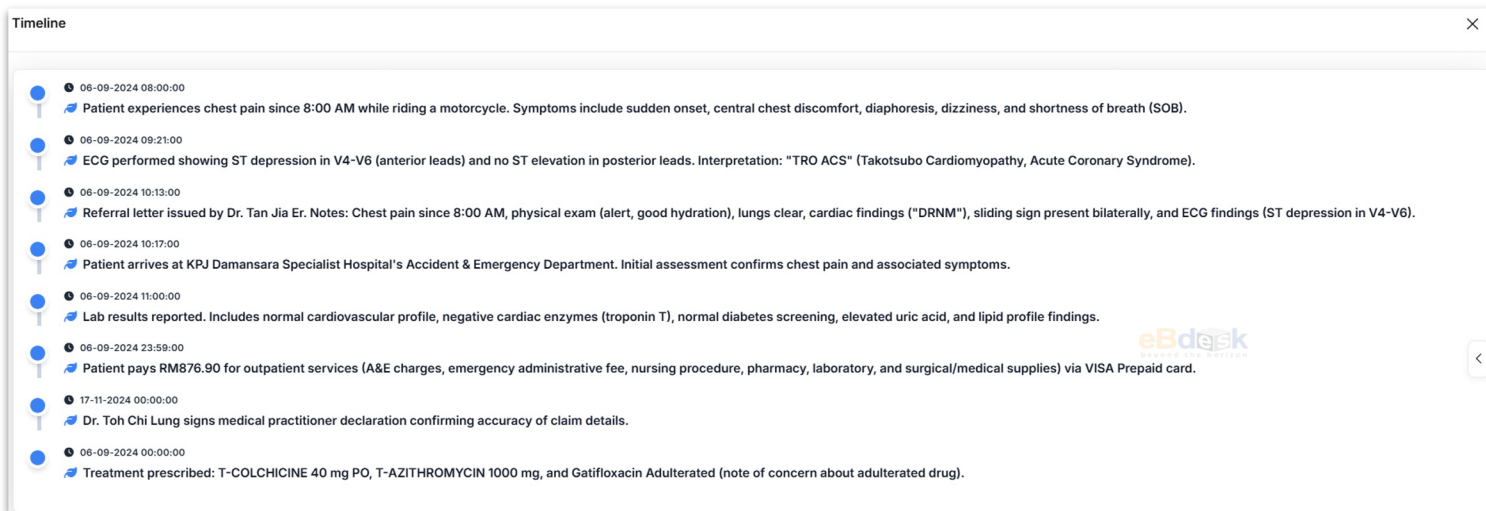 Timeline
06-09-2024 08:00:00
Patient experiences chest pain since 8:00 AM while riding a motorcycle. Symptoms include sudden onset, central chest discomfort, diaphoresis, dizziness, and shortness of breath (SOB).
06-09-2024 09:21:00
ECG performed showing ST depression in V4-V6 (anterior leads) and no ST elevation in posterior leads. Interpretation: "TRO ACS" (Takotsubo Cardiomyopathy, Acute Coronary Syndrome).
06-09-2024 10:13:00
Referral letter issued by Dr. Tan Jia Er. Notes: Chest pain since 8:00 AM, physical exam (alert, good hydration), lungs clear, cardiac findings ("DRNM"), sliding sign present bilaterally, and ECG findings (ST depression in V4-V6).
06-09-2024 10:17:00
Patient arrives at KPJ Damansara Specialist Hospital's Accident & Emergency Department. Initial assessment confirms chest pain and associated symptoms.
06-09-2024 11:00:00
Lab results reported. Includes normal cardiovascular profile, negative cardiac enzymes (troponin T), normal diabetes screening, elevated uric acid, and lipid profile findings.
eBdesk
beyond the horizon
06-09-2024 23:59:00
Patient pays RM876.90 for outpatient services (A&E charges, emergency administrative fee, nursing procedure, pharmacy, laboratory, and surgical/medical supplies) via VISA Prepaid card.
17-11-2024 00:00:00
Dr. Toh Chi Lung signs medical practitioner declaration confirming accuracy of claim details.
06-09-2024 00:00:00
Treatment prescribed: T-COLCHICINE 40 mg PO, T-AZITHROMYCIN 1000 mg, and Gatifloxacin Adulterated (note of concern about adulterated drug).